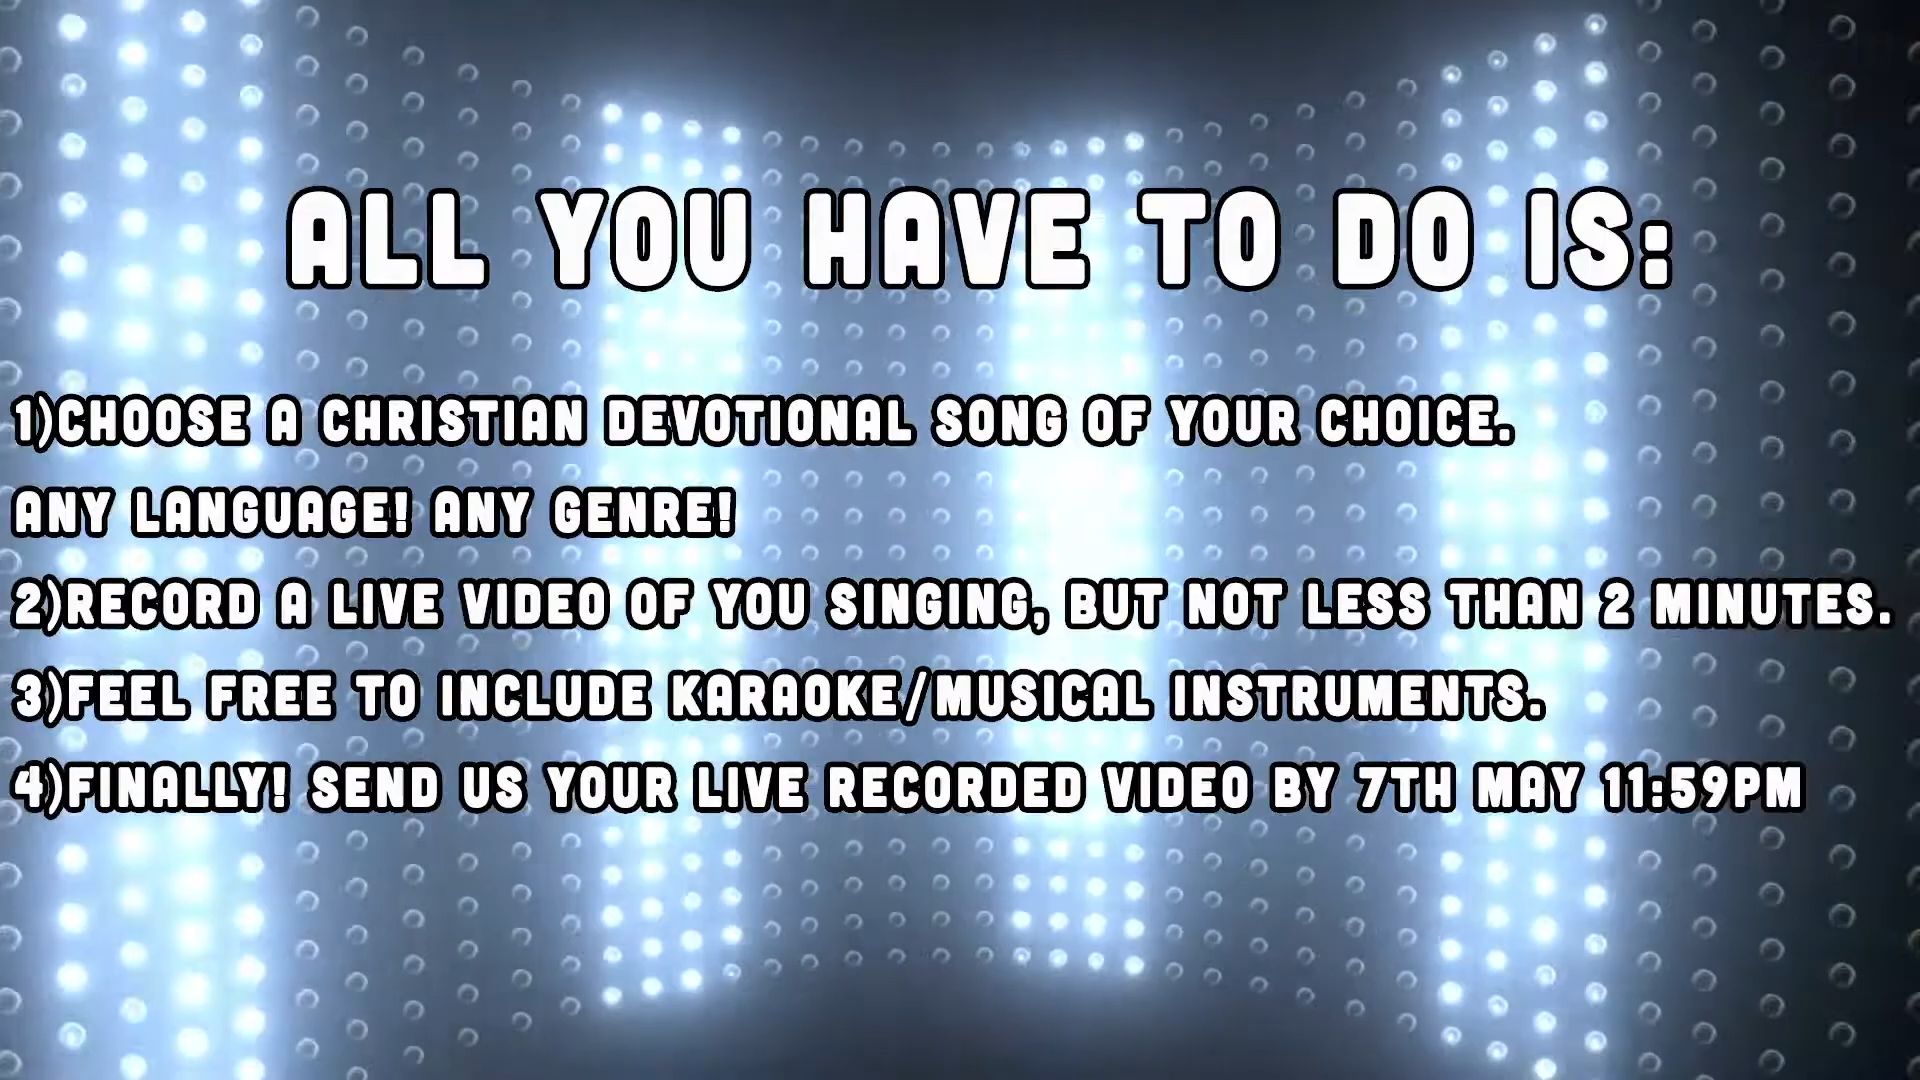 ALL YOU HAVE TO DO IS:
1)CHOOSE A CHRISTIAN DEVOTIONAL SONG OF YOUR CHOICE.
ANY LANGUAGE! ANY GENRE!
2)RECORD A LIVE VIDEO OF YOU SINGING, BUT NOT LESS THAN 2 MINUTES.
3)FEEL FREE TO INCLUDE KARAOKE/MUSICAL INSTRUMENTS.
4)FINALLY! SEND US YOUR LIVE RECORDED VIDEO BY 7TH MAY 11:59PM